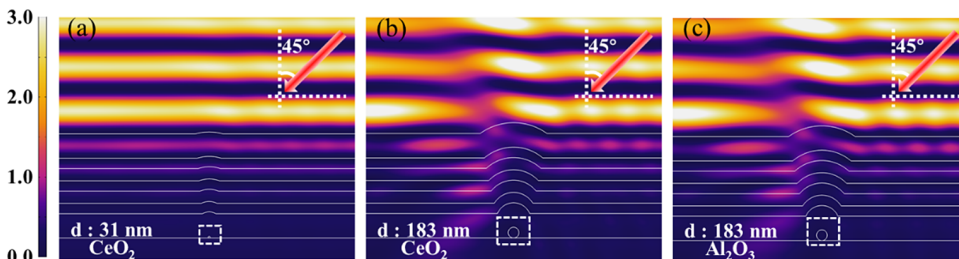 3.0
2.0
1.0
0.0
(a)
45°
d : 31 nm
CeO₂
(b)
45°
d : 183 nm
CeO₂
(c)
45°
d : 183 nm
Al₂O₃